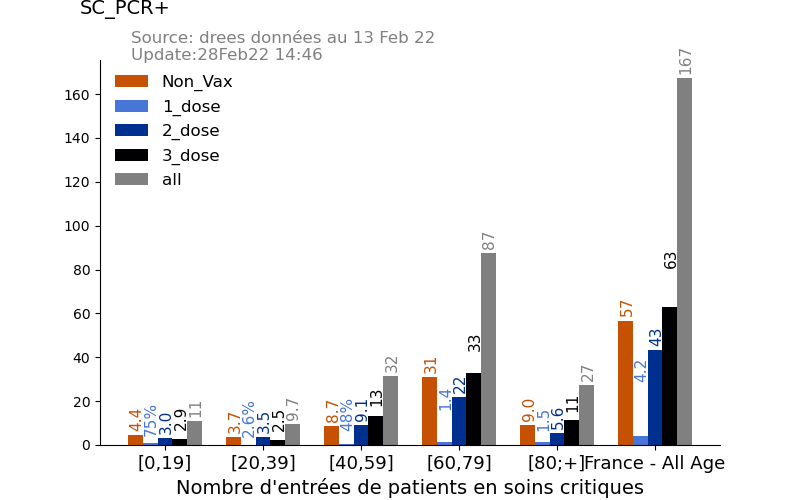 SC_PCR+
Source: drees données au 13 Feb 22
Update:28Feb22 14:46
Non_Vax
1_dose
2_dose
3_dose
all
160
140
120
100
80
60
40
20
0
4.4 75% 3.0 2.9 11
3.7 2.6% 3.5 2.5 9.7
8.7 48% 9.1 13 32
31 1.4 22 33 87
9.0 1.5 5.6 11 27
57 4.2 43 63 167
[0,19] [20,39] [40,59] [60,79] [80;+] France - All Age
Nombre d'entrées de patients en soins critiques